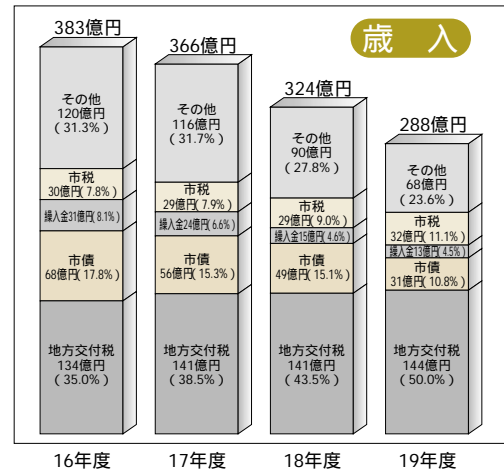 歳 入
383億円
その他
120億円
(31.3%)
市税
30億円(7.8%)
繰入金31億円(8.1%)
市債
68億円(17.8%)
地方交付税
134億円
(35.0%)
16年度
366億円
その他
116億円
(31.7%)
市税
29億円(7.9%)
繰入金24億円(6.6%)
市債
56億円(15.3%)
地方交付税
141億円
(38.5%)
17年度
324億円
その他
90億円
(27.8%)
市税
29億円(9.0%)
繰入金15億円(4.6%)
市債
49億円(15.1%)
地方交付税
141億円
(43.5%)
18年度
288億円
その他
68億円
(23.6%)
市税
32億円(11.1%)
繰入金13億円(4.5%)
市債
31億円(10.8%)
地方交付税
144億円
(50.0%)
19年度